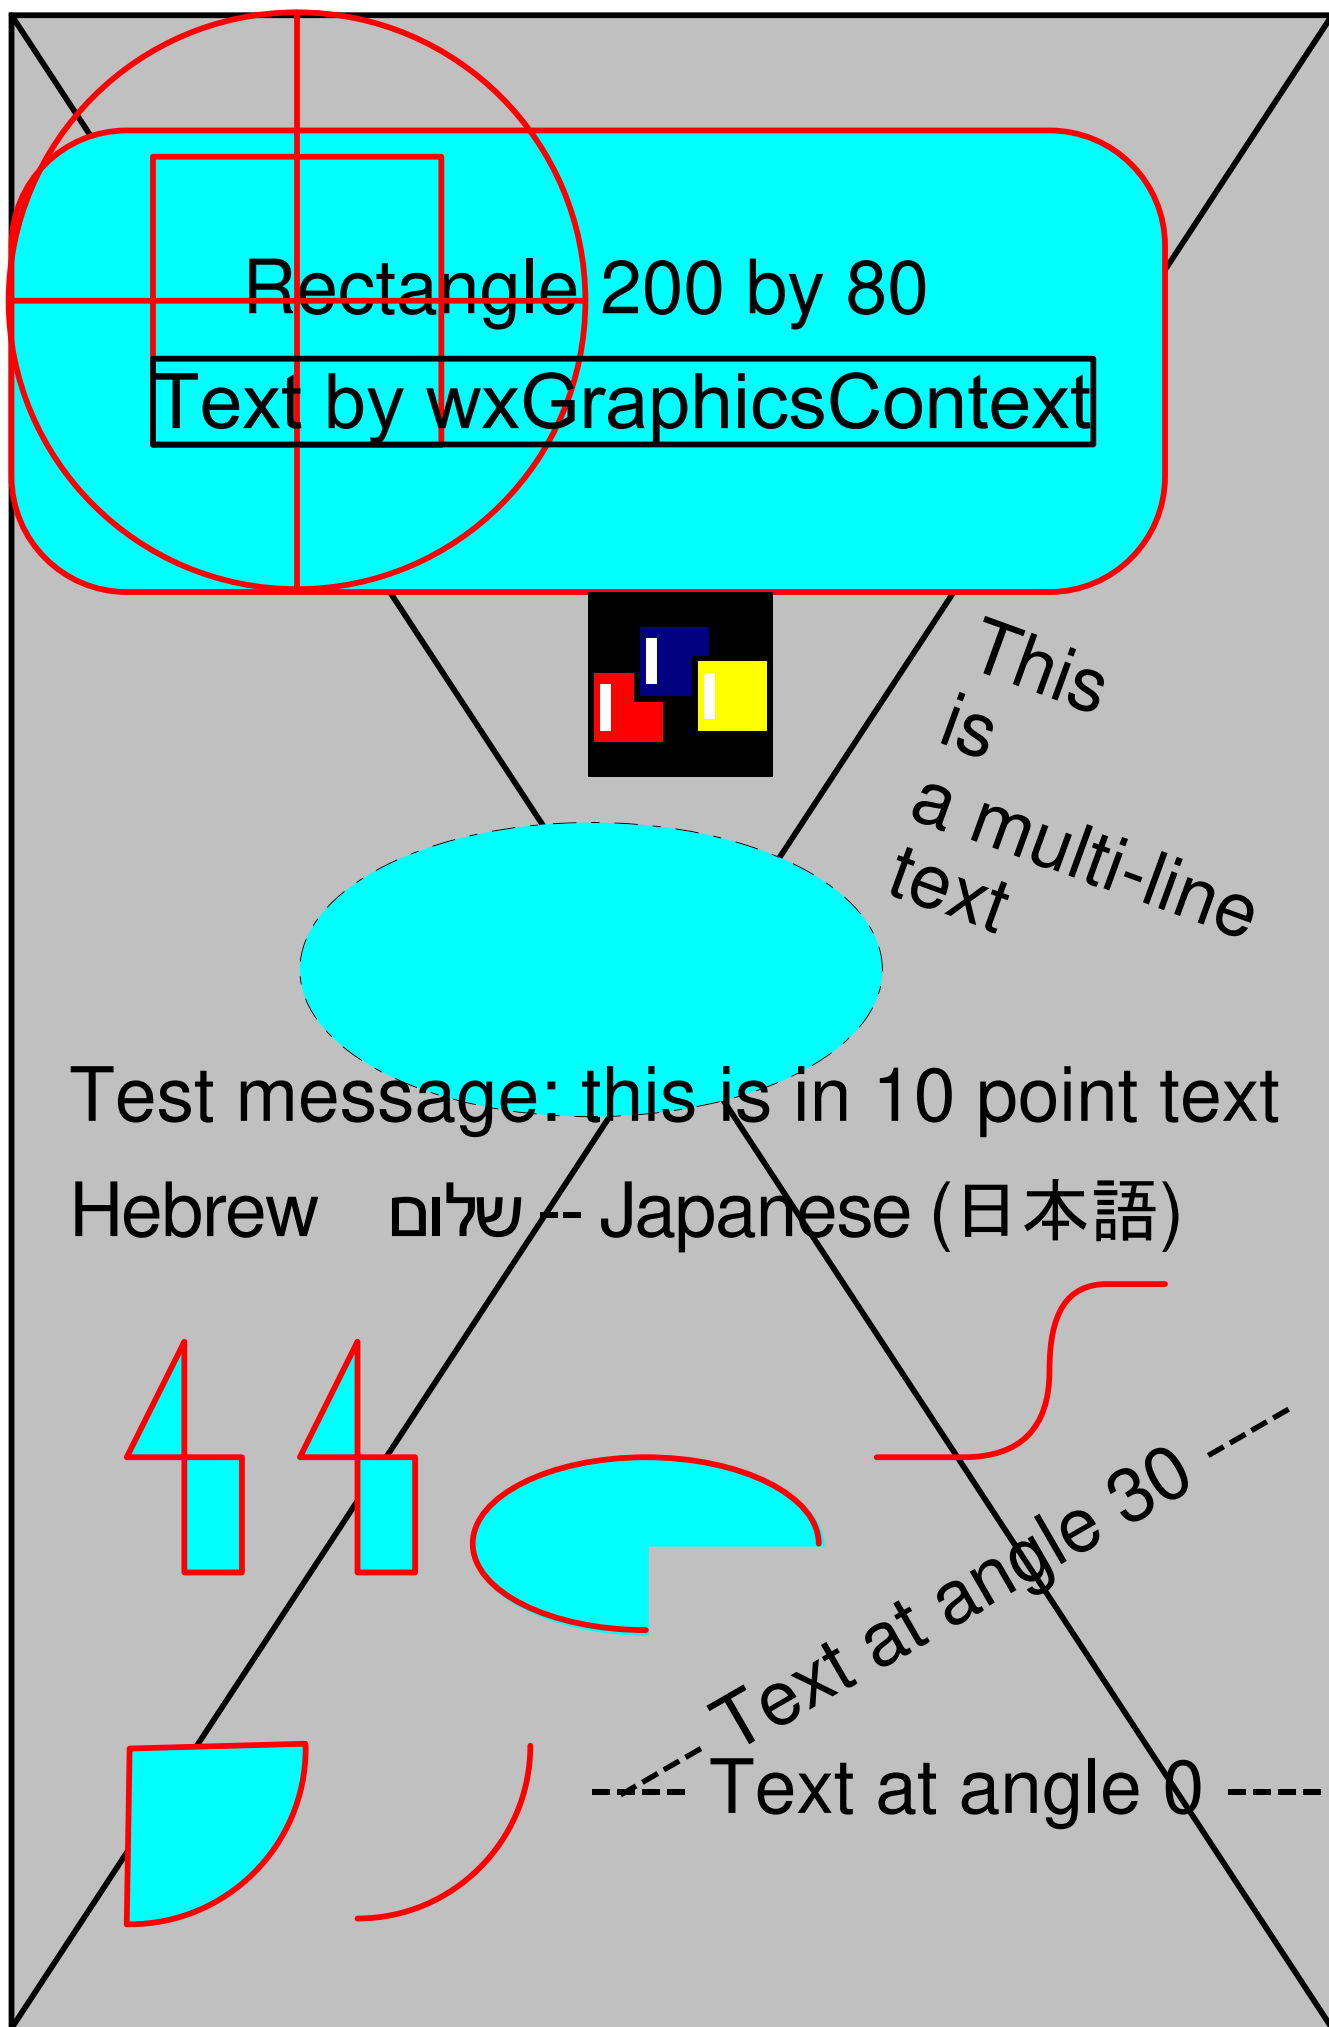 Rectangle 200 by 80
Text by wxGraphicsContext
This
is
a multi-line
text
Test message: this is in 10 point text
Hebrew    שלום -- Japanese (日本語)
---- Text at angle 30 ----
---- Text at angle 0 ----